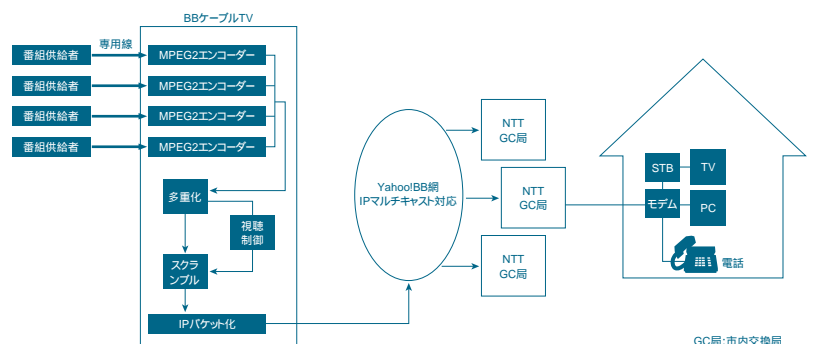 BBケーブルTV
専用線
番組供給者
MPEG2エンコーダー
番組供給者
MPEG2エンコーダー
番組供給者
MPEG2エンコーダー
番組供給者
MPEG2エンコーダー
多重化
視聴
制御
スクラ
ンブル
IPパケット化
Yahoo!BB網
IPマルチキャスト対応
NTT
GC局
NTT
GC局
NTT
GC局
STB
TV
モデム
PC
電話
GC局:市内交換局